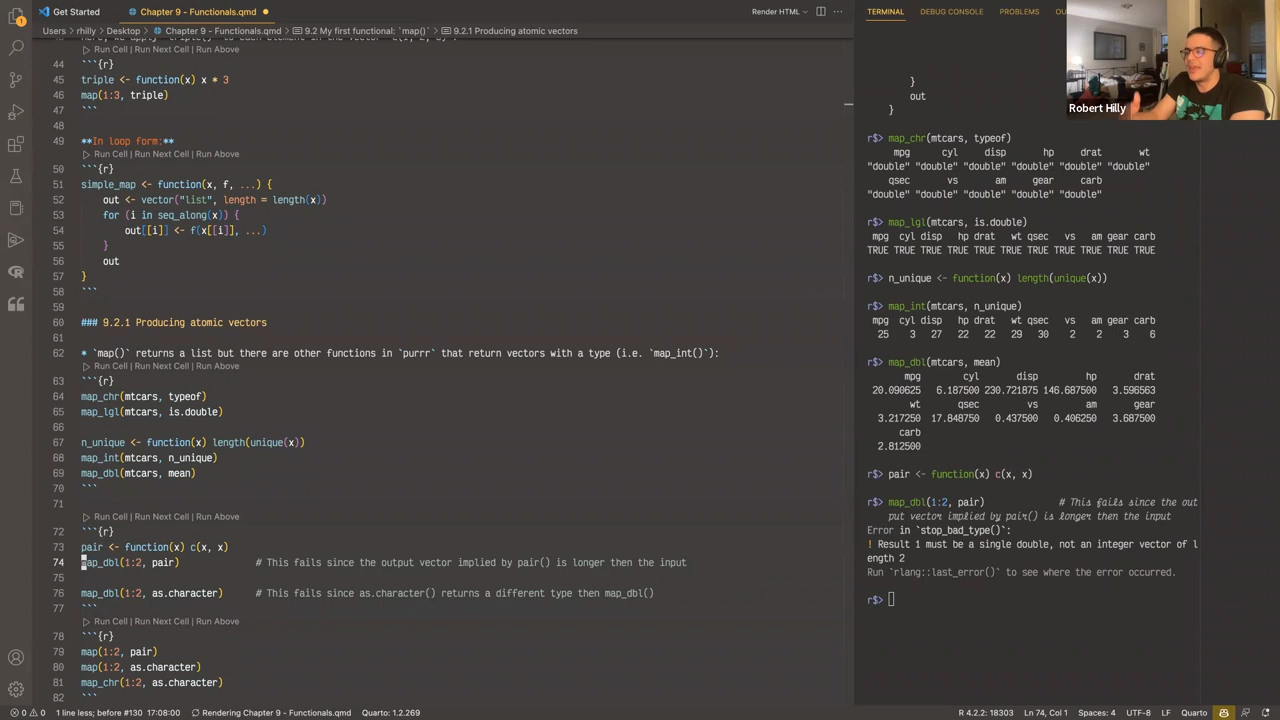 Get Started
Chapter 9 - Functionals.qmd
Render HTML
TERMINAL
DEBUG CONSOLE
PROBLEMS
Users > rhilly > Desktop > Chapter 9 - Functionals.qmd > 9.2 My first functional: `map()` > 9.2.1 Producing atomic vectors
Run Cell | Run Next Cell | Run Above
44 ```{r}
45 triple <- function(x) x * 3
46 map(1:3, triple)
47 ```
48
49 **In loop form:**
Run Cell | Run Next Cell | Run Above
50 ```{r}
51 simple_map <- function(x, f, ...) {
52 out <- vector("list", length = length(x))
53 for (i in seq_along(x)) {
54 out[[i]] <- f(x[[i]], ...)
55 }
56 out
57 }
58 ```
59
60 ### 9.2.1 Producing atomic vectors
61
62 * `map()` returns a list but there are other functions in `purrr` that return vectors with a type (i.e. `map_int()`):
Run Cell | Run Next Cell | Run Above
63 ```{r}
64 map_chr(mtcars, typeof)
65 map_lgl(mtcars, is.double)
66
67 n_unique <- function(x) length(unique(x))
68 map_int(mtcars, n_unique)
69 map_dbl(mtcars, mean)
70 ```
71
Run Cell | Run Next Cell | Run Above
72 ```{r}
73 pair <- function(x) c(x, x)
74 map_dbl(1:2, pair) # This fails since the output vector implied by pair() is longer then the input
75
76 map_dbl(1:2, as.character) # This fails since as.character() returns a different type then map_dbl()
77 ```
Run Cell | Run Next Cell | Run Above
78 ```{r}
79 map(1:2, pair)
80 map(1:2, as.character)
81 map_chr(1:2, as.character)
82 ```
}
out
}
r$> map_chr(mtcars, typeof)
mpg cyl disp hp drat wt
"double" "double" "double" "double" "double" "double"
qsec vs am gear carb
"double" "double" "double" "double" "double"
r$> map_lgl(mtcars, is.double)
mpg cyl disp hp drat wt qsec vs am gear carb
TRUE TRUE TRUE TRUE TRUE TRUE TRUE TRUE TRUE TRUE TRUE
r$> n_unique <- function(x) length(unique(x))
r$> map_int(mtcars, n_unique)
mpg cyl disp hp drat wt qsec vs am gear carb
25 3 27 22 22 29 30 2 2 3 6
r$> map_dbl(mtcars, mean)
mpg cyl disp hp drat
20.090625 6.187500 230.721875 146.687500 3.596563
wt qsec vs am gear
3.217250 17.848750 0.437500 0.406250 3.687500
carb
2.812500
r$> pair <- function(x) c(x, x)
r$> map_dbl(1:2, pair) # This fails since the out
put vector implied by pair() is longer then the input
Error in `stop_bad_type()`:
! Result 1 must be a single double, not an integer vector of l
ength 2
Run `rlang::last_error()` to see where the error occurred.
r$>
Robert Hilly
0 0 1 line less; before #130 17:08:00 Rendering Chapter 9 - Functionals.qmd Quarto: 1.2.269
R 4.2.2: 18303 Ln 74, Col 1 Spaces: 4 UTF-8 LF Quarto